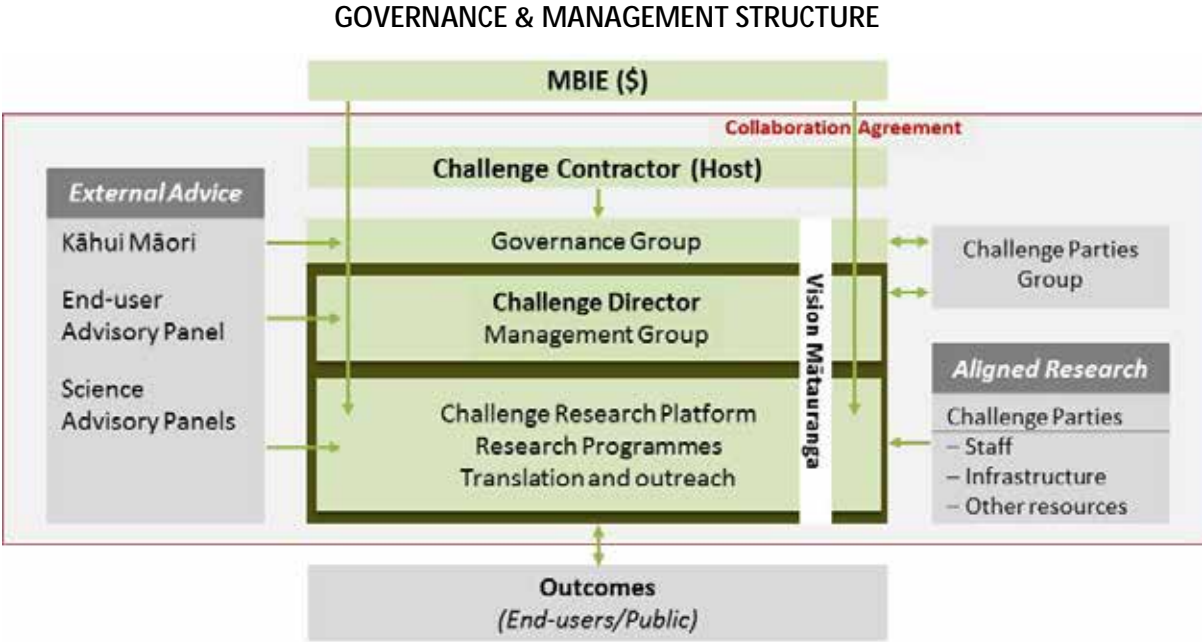 GOVERNANCE & MANAGEMENT STRUCTURE
MBIE ($)
Collaboration Agreement
Challenge Contractor (Host)
External Advice
Kāhui Māori
End-user
Advisory Panel
Science
Advisory Panels
Governance Group
Challenge Director
Management Group
Challenge Research Platform
Research Programmes
Translation and outreach
Vision Mātauranga
Challenge Parties
Group
Aligned Research
Challenge Parties
– Staff
– Infrastructure
– Other resources
Outcomes
(End-users/Public)